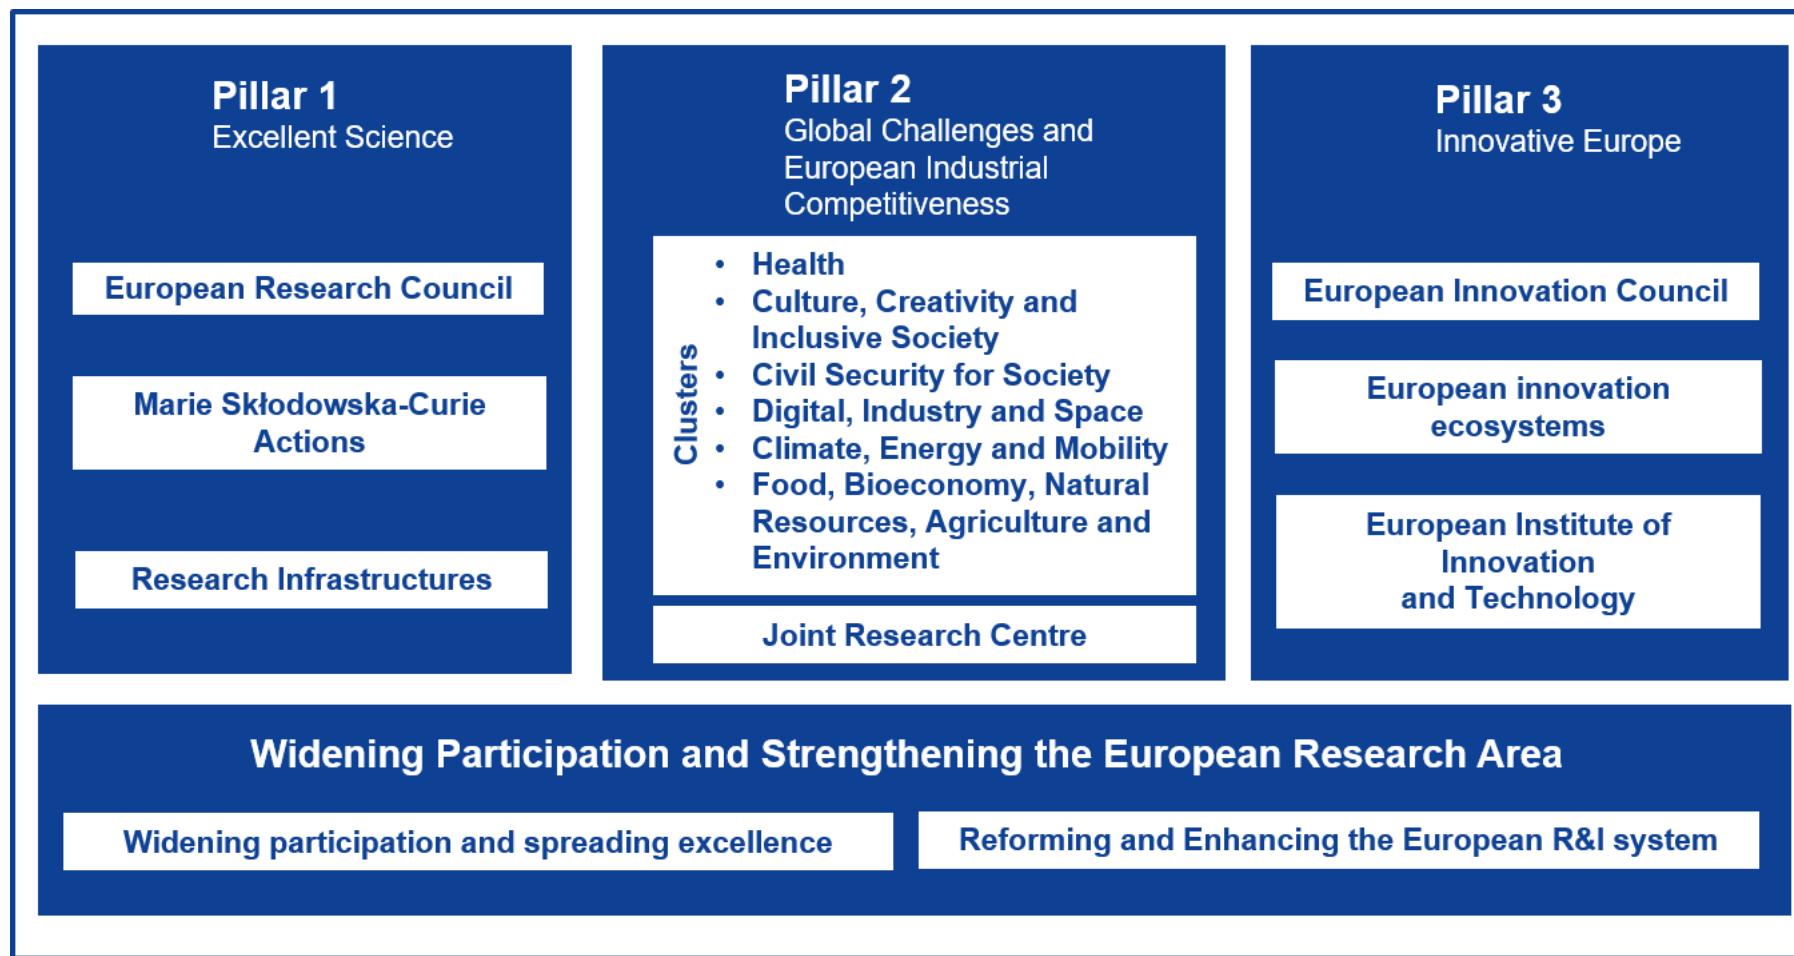 Pillar 1
Excellent Science
European Research Council
Marie Skłodowska-Curie
Actions
Research Infrastructures
Pillar 2
Global Challenges and
European Industrial
Competitiveness
Clusters
• Health
• Culture, Creativity and
Inclusive Society
• Civil Security for Society
• Digital, Industry and Space
• Climate, Energy and Mobility
• Food, Bioeconomy, Natural
Resources, Agriculture and
Environment
Joint Research Centre
Pillar 3
Innovative Europe
European Innovation Council
European innovation
ecosystems
European Institute of
Innovation
and Technology
Widening Participation and Strengthening the European Research Area
Widening participation and spreading excellence
Reforming and Enhancing the European R&I system